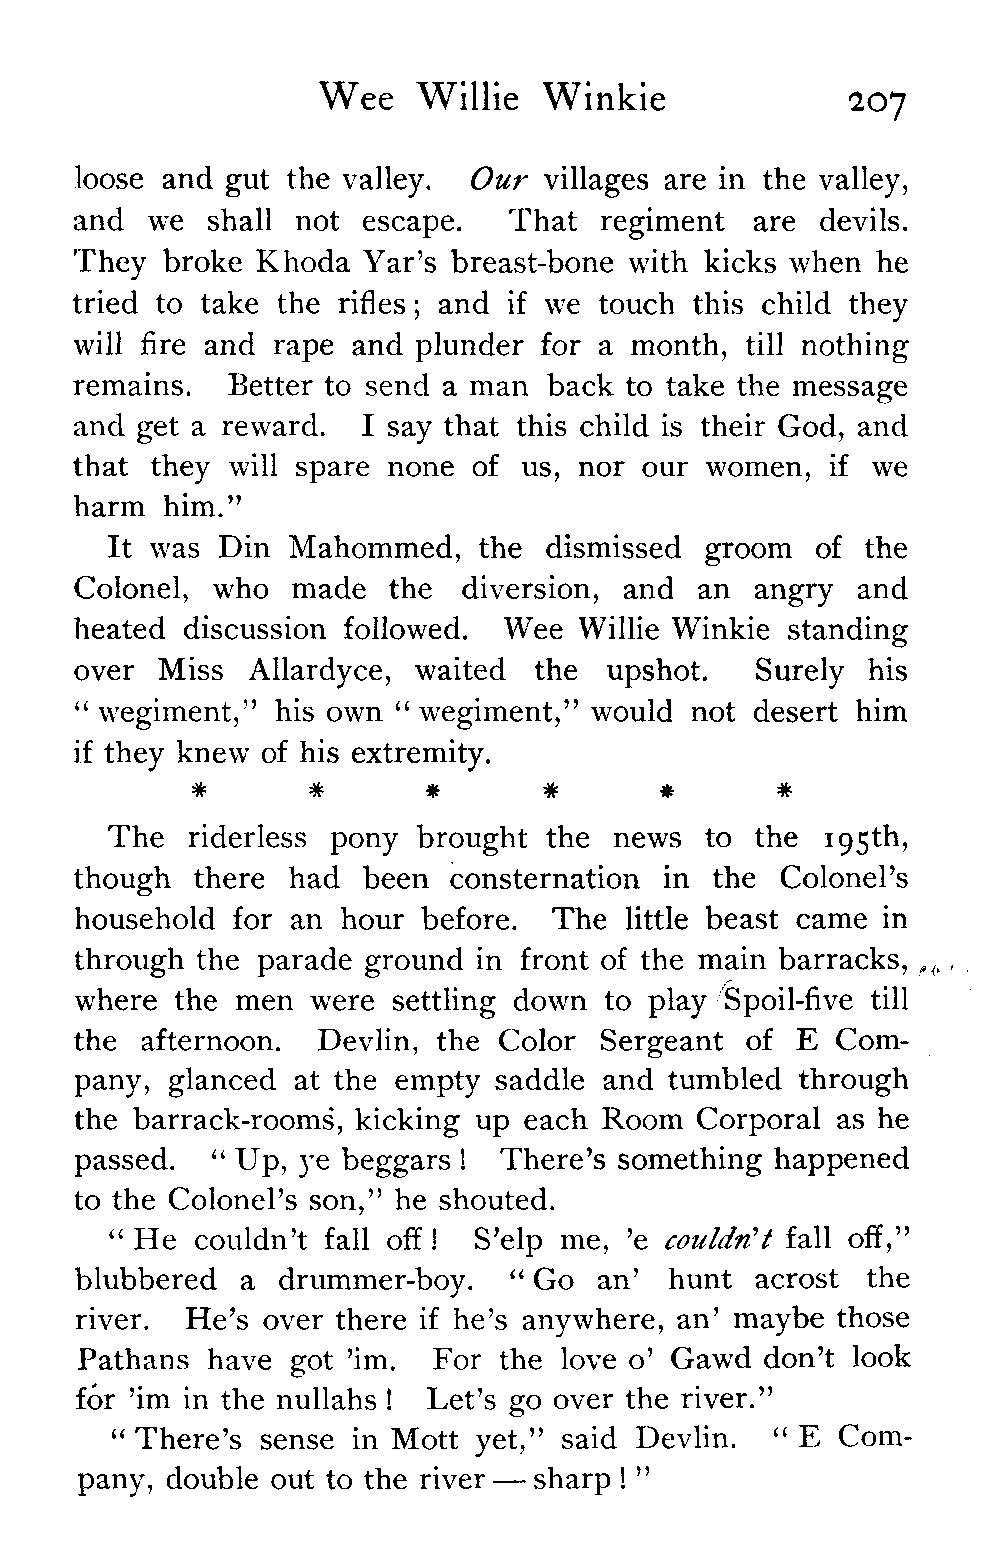 Wee Willie Winkie 207
loose and gut the valley. Our villages are in the valley,
and we shall not escape. That regiment are devils.
They broke Khoda Yar's breast-bone with kicks when he
tried to take the rifles; and if we touch this child they
will fire and rape and plunder for a month, till nothing
remains. Better to send a man back to take the message
and get a reward. I say that this child is their God, and
that they will spare none of us, nor our women, if we
harm him."
It was Din Mahommed, the dismissed groom of the
Colonel, who made the diversion, and an angry and
heated discussion followed. Wee Willie Winkie standing
over Miss Allardyce, waited the upshot. Surely his
"wegiment," his own "wegiment," would not desert him
if they knew of his extremity.
* * * * * *
The riderless pony brought the news to the 195th,
though there had been consternation in the Colonel's
household for an hour before. The little beast came in
through the parade ground in front of the main barracks,
where the men were settling down to play Spoil-five till
the afternoon. Devlin, the Color Sergeant of E Com-
pany, glanced at the empty saddle and tumbled through
the barrack-rooms, kicking up each Room Corporal as he
passed. "Up, ye beggars! There's something happened
to the Colonel's son," he shouted.
"He couldn't fall off! S'elp me, 'e couldn't fall off,"
blubbered a drummer-boy. "Go an' hunt acrost the
river. He's over there if he's anywhere, an' maybe those
Pathans have got 'im. For the love o' Gawd don't look
for 'im in the nullahs! Let's go over the river."
"There's sense in Mott yet," said Devlin. "E Com-
pany, double out to the river — sharp!"